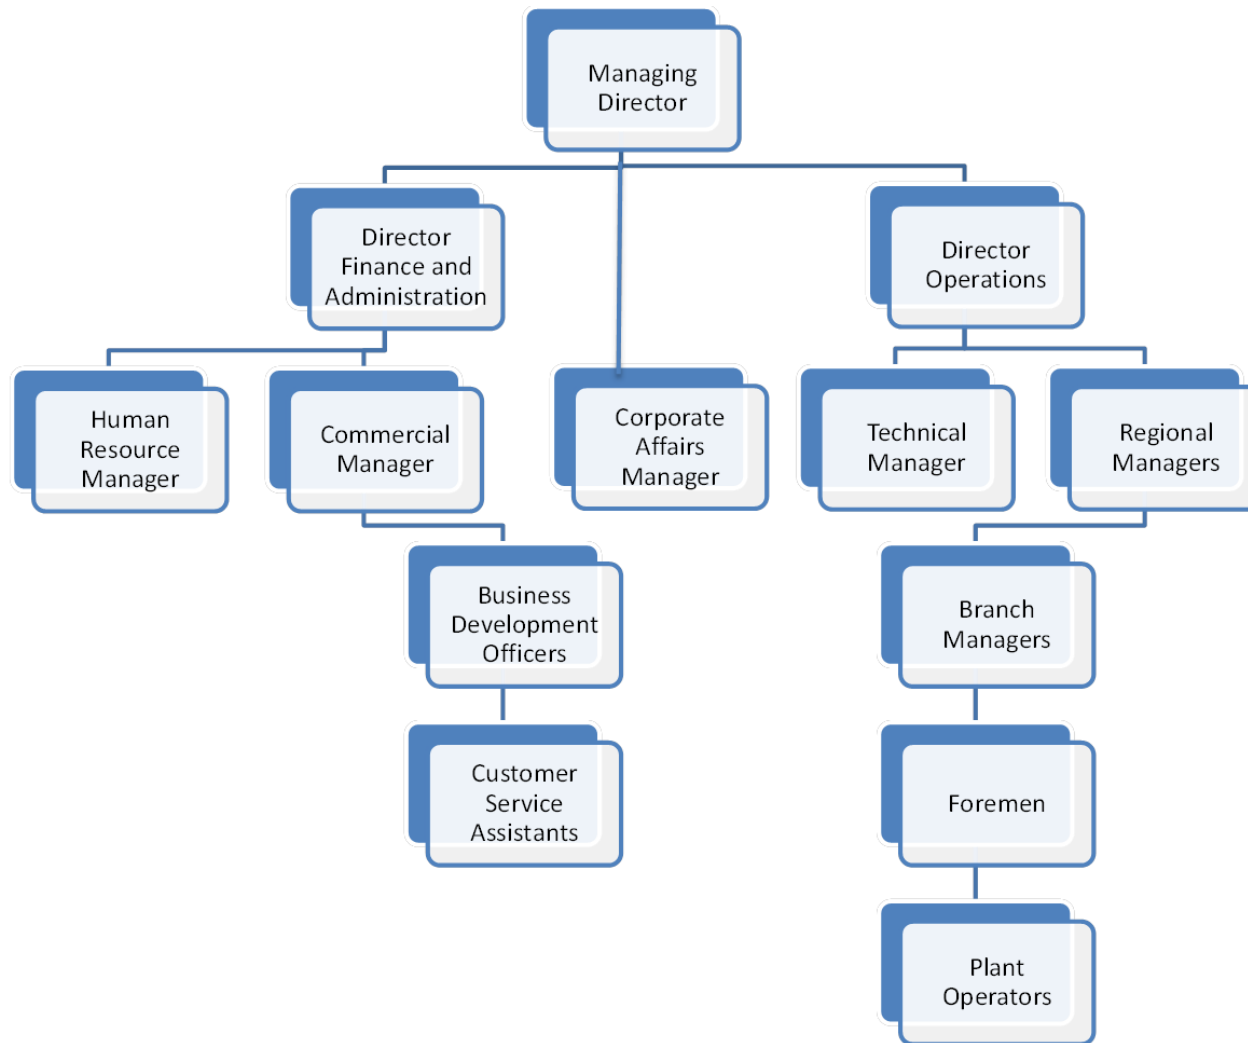 Managing
Director
Director
Finance and
Administration
Director
Operations
Human
Resource
Manager
Commercial
Manager
Corporate
Affairs
Manager
Technical
Manager
Regional
Managers
Business
Development
Officers
Branch
Managers
Customer
Service
Assistants
Foremen
Plant
Operators